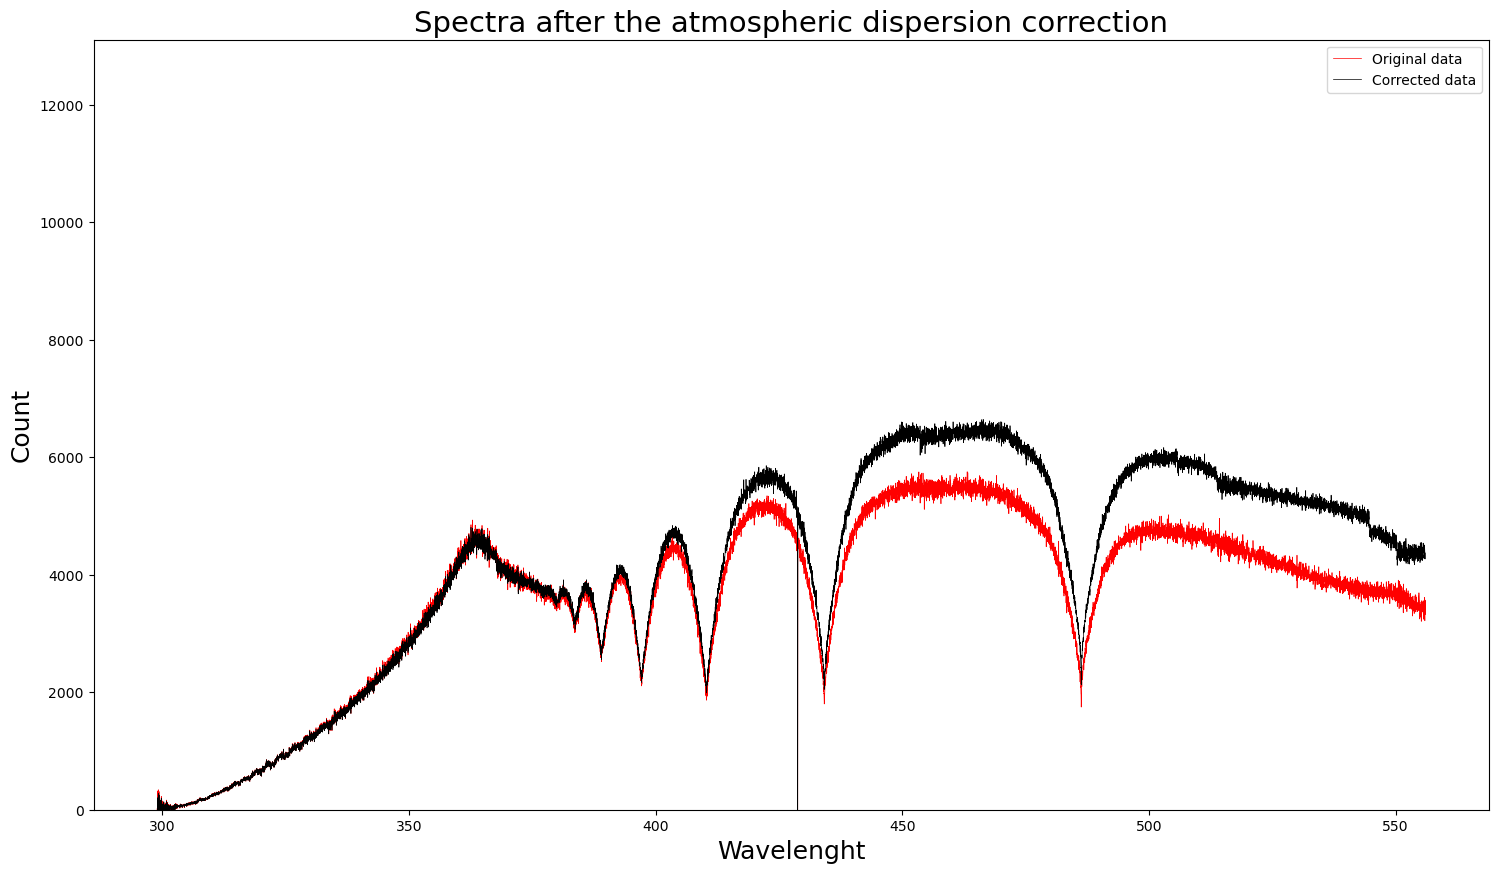 Spectra after the atmospheric dispersion correction
Original data
Corrected data
12000
10000
8000
6000
4000
2000
0
Count
300
350
400
450
500
550
Wavelenght